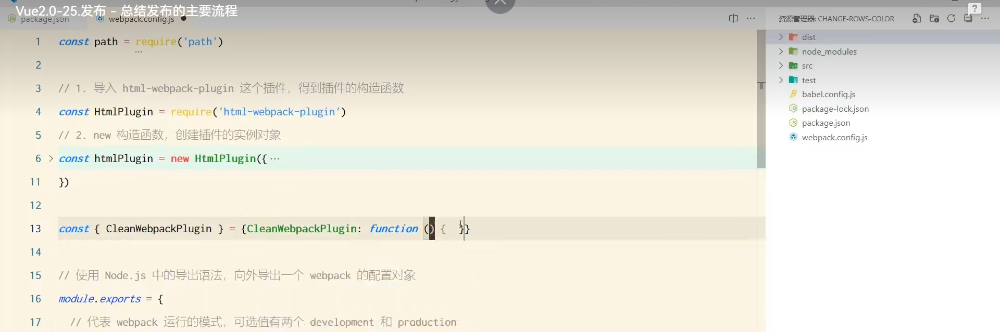 Vue2.0-25.发布 - 总结发布的主要流程
package.json
webpack.config.js
资源管理器: CHANGE-ROWS-COLOR
1 const path = require('path')
2
3 // 1. 导入 html-webpack-plugin 这个插件，得到插件的构造函数
4 const HtmlPlugin = require('html-webpack-plugin')
5 // 2. new 构造函数，创建插件的实例对象
6 const htmlPlugin = new HtmlPlugin({ ···
11 })
12
13 const { CleanWebpackPlugin } = {CleanWebpackPlugin: function () {  }}
14
15 // 使用 Node.js 中的导出语法，向外导出一个 webpack 的配置对象
16 module.exports = {
17 // 代表 webpack 运行的模式，可选值有两个 development 和 production
dist
node_modules
src
test
babel.config.js
package-lock.json
package.json
webpack.config.js